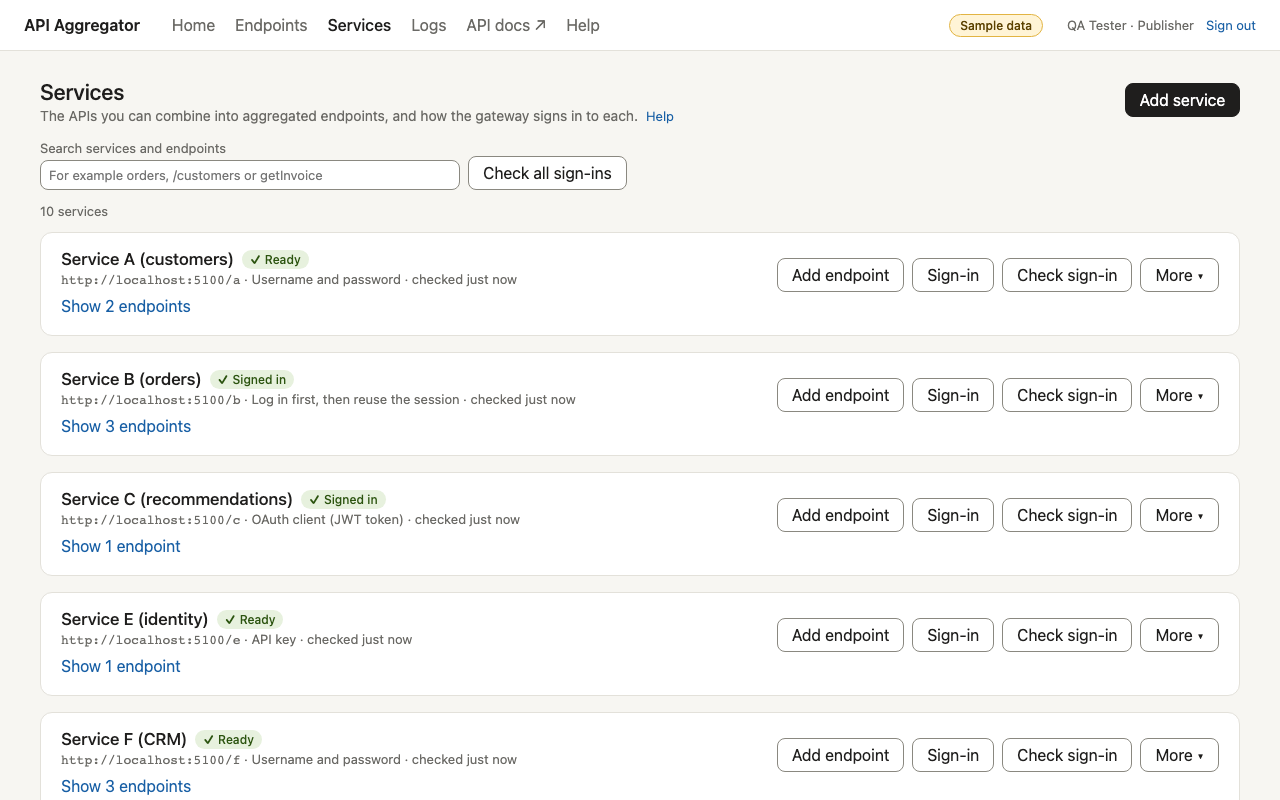 API Aggregator Home Endpoints Services Logs API docs ↗ Help Sample data QA Tester · Publisher Sign out
Services
Add service
The APIs you can combine into aggregated endpoints, and how the gateway signs in to each. Help
Search services and endpoints
For example orders, /customers or getInvoice Check all sign-ins
10 services
Service A (customers) ✓ Ready
http://localhost:5100/a · Username and password · checked just now
Add endpoint Sign-in Check sign-in More ▾
Show 2 endpoints
Service B (orders) ✓ Signed in
http://localhost:5100/b · Log in first, then reuse the session · checked just now
Add endpoint Sign-in Check sign-in More ▾
Show 3 endpoints
Service C (recommendations) ✓ Signed in
http://localhost:5100/c · OAuth client (JWT token) · checked just now
Add endpoint Sign-in Check sign-in More ▾
Show 1 endpoint
Service E (identity) ✓ Ready
http://localhost:5100/e · API key · checked just now
Add endpoint Sign-in Check sign-in More ▾
Show 1 endpoint
Service F (CRM) ✓ Ready
http://localhost:5100/f · Username and password · checked just now
Add endpoint Sign-in Check sign-in More ▾
Show 3 endpoints